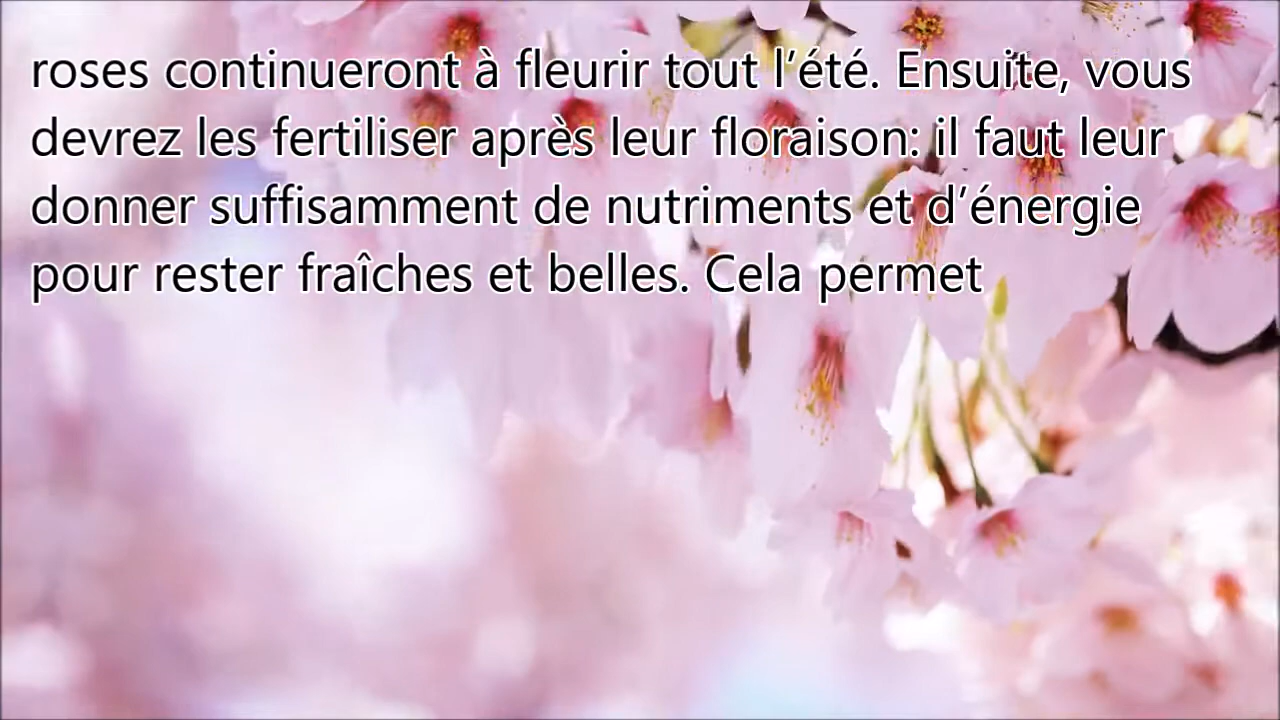 roses continueront à fleurir tout l’été. Ensuite, vous
devrez les fertiliser après leur floraison: il faut leur
donner suffisamment de nutriments et d’énergie
pour rester fraîches et belles. Cela permet